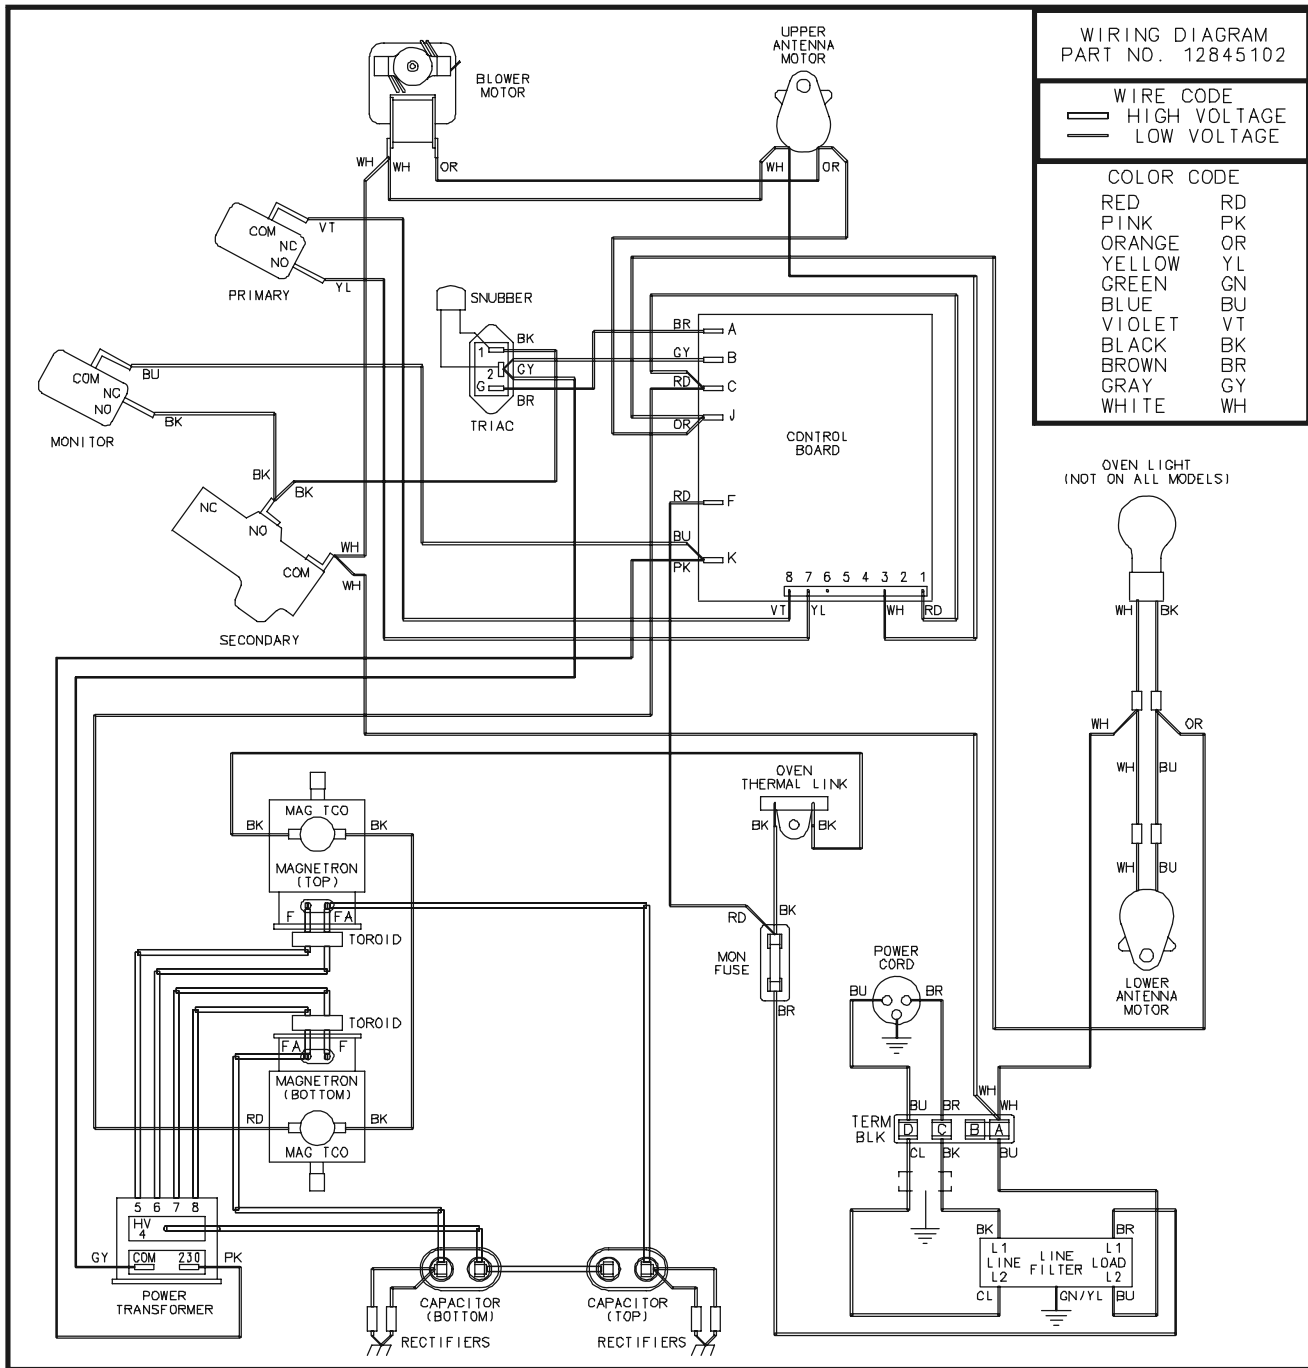 WIRING DIAGRAM
PART NO. 12845102
WIRE CODE
HIGH VOLTAGE
LOW VOLTAGE
COLOR CODE
RED RD
PINK PK
ORANGE OR
YELLOW YL
GREEN GN
BLUE BU
VIOLET VT
BLACK BK
BROWN BR
GRAY GY
WHITE WH
UPPER
ANTENNA
MOTOR
BLOWER
MOTOR
WH WH OR
WH OR
COM
NC
NO
VT
YL
PRIMARY
SNUBBER
BK
1
2 GY
G
BR
TRIAC
COM
NC
NO
BU
BK
MONITOR
BK
BK
NC
NO
COM
WH
WH
SECONDARY
BR A
GY B
RD C
J
OR
CONTROL
BOARD
RD F
BU
K
PK
8 7 6 5 4 3 2 1
VT YL WH RD
OVEN LIGHT
(NOT ON ALL MODELS)
WH BK
WH OR
WH BU
WH BU
LOWER
ANTENNA
MOTOR
OVEN
THERMAL LINK
BK BK
MAG TCO
BK BK
MAGNETRON
(TOP)
F FA
TOROID
TOROID
FA F
MAGNETRON
(BOTTOM)
RD BK
MAG TCO
RD BK
MON
FUSE
BR
POWER
CORD
BU BR
WH
BU BR WH
TERM
BLK
D C B A
CL BK BU
BK BR
L1 L1
LINE LINE LOAD
FILTER
L2 L2
CL GN/YL BU
5 6 7 8
HV
4
GY COM 230 PK
POWER
TRANSFORMER
CAPACITOR
(BOTTOM)
RECTIFIERS
CAPACITOR
(TOP)
RECTIFIERS